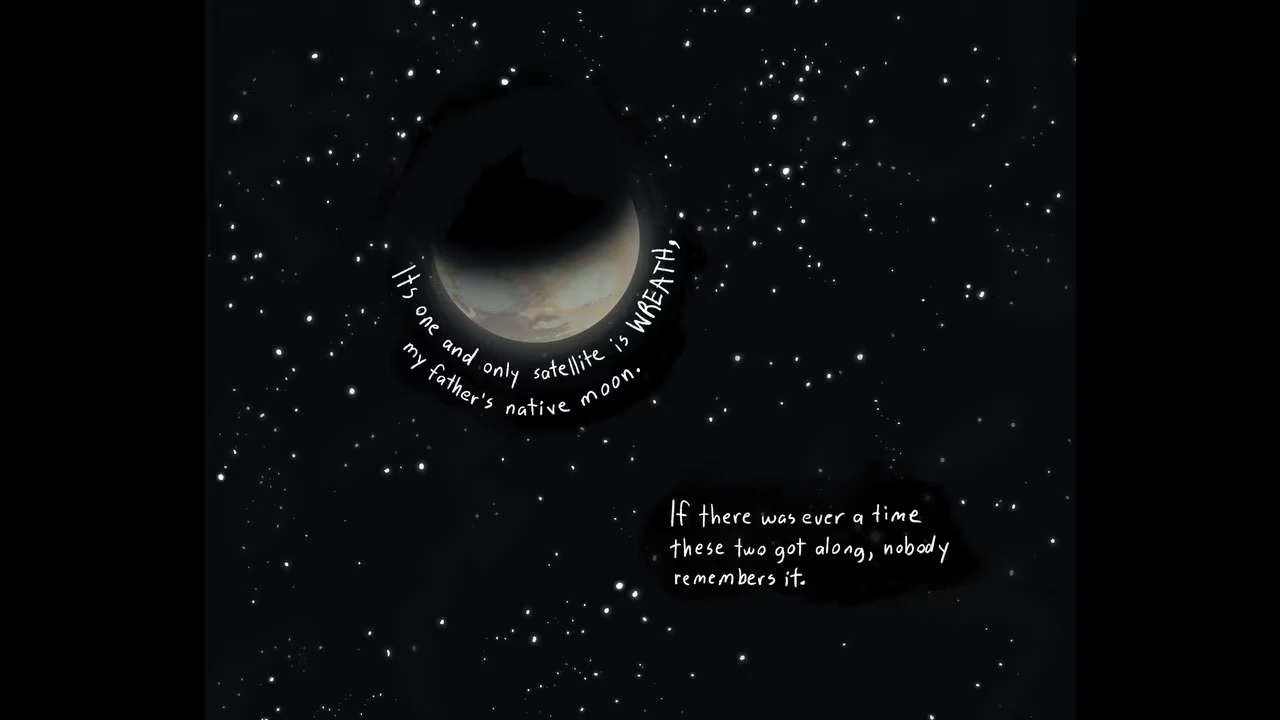 It's one and only satellite is WREATH,
my father's native moon.
If there was ever a time
these two got along, nobody
remembers it.